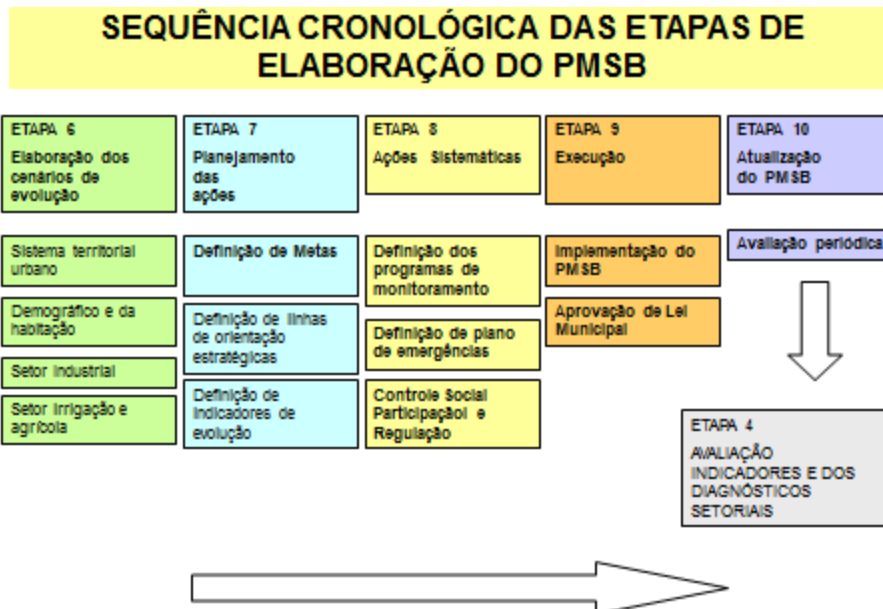 SEQUÊNCIA CRONOLÓGICA DAS ETAPAS DE
ELABORAÇÃO DO PMSB
ETAPA 6
Elaboração dos
cenários de
evolução
Sistema territorial
urbano
Demográfico e da
habitação
Setor industrial
Setor irrigação e
agrícola
ETAPA 7
Planejamento
das
ações
Definição de Metas
Definição de linhas
de orientação
estratégicas
Definição de
indicadores de
evolução
ETAPA 8
Ações Sistemáticas
Definição dos
programas de
monitoramento
Definição de plano
de emergências
Controle Social
Participaçãol e
Regulação
ETAPA 9
Execução
Implementação do
PMSB
Aprovação de Lei
Municipal
ETAPA 10
Atualização
do PMSB
Avaliação periódica
ETAPA 4
AVALIAÇÃO
INDICADORES E DOS
DIAGNÓSTICOS
SETORIAIS